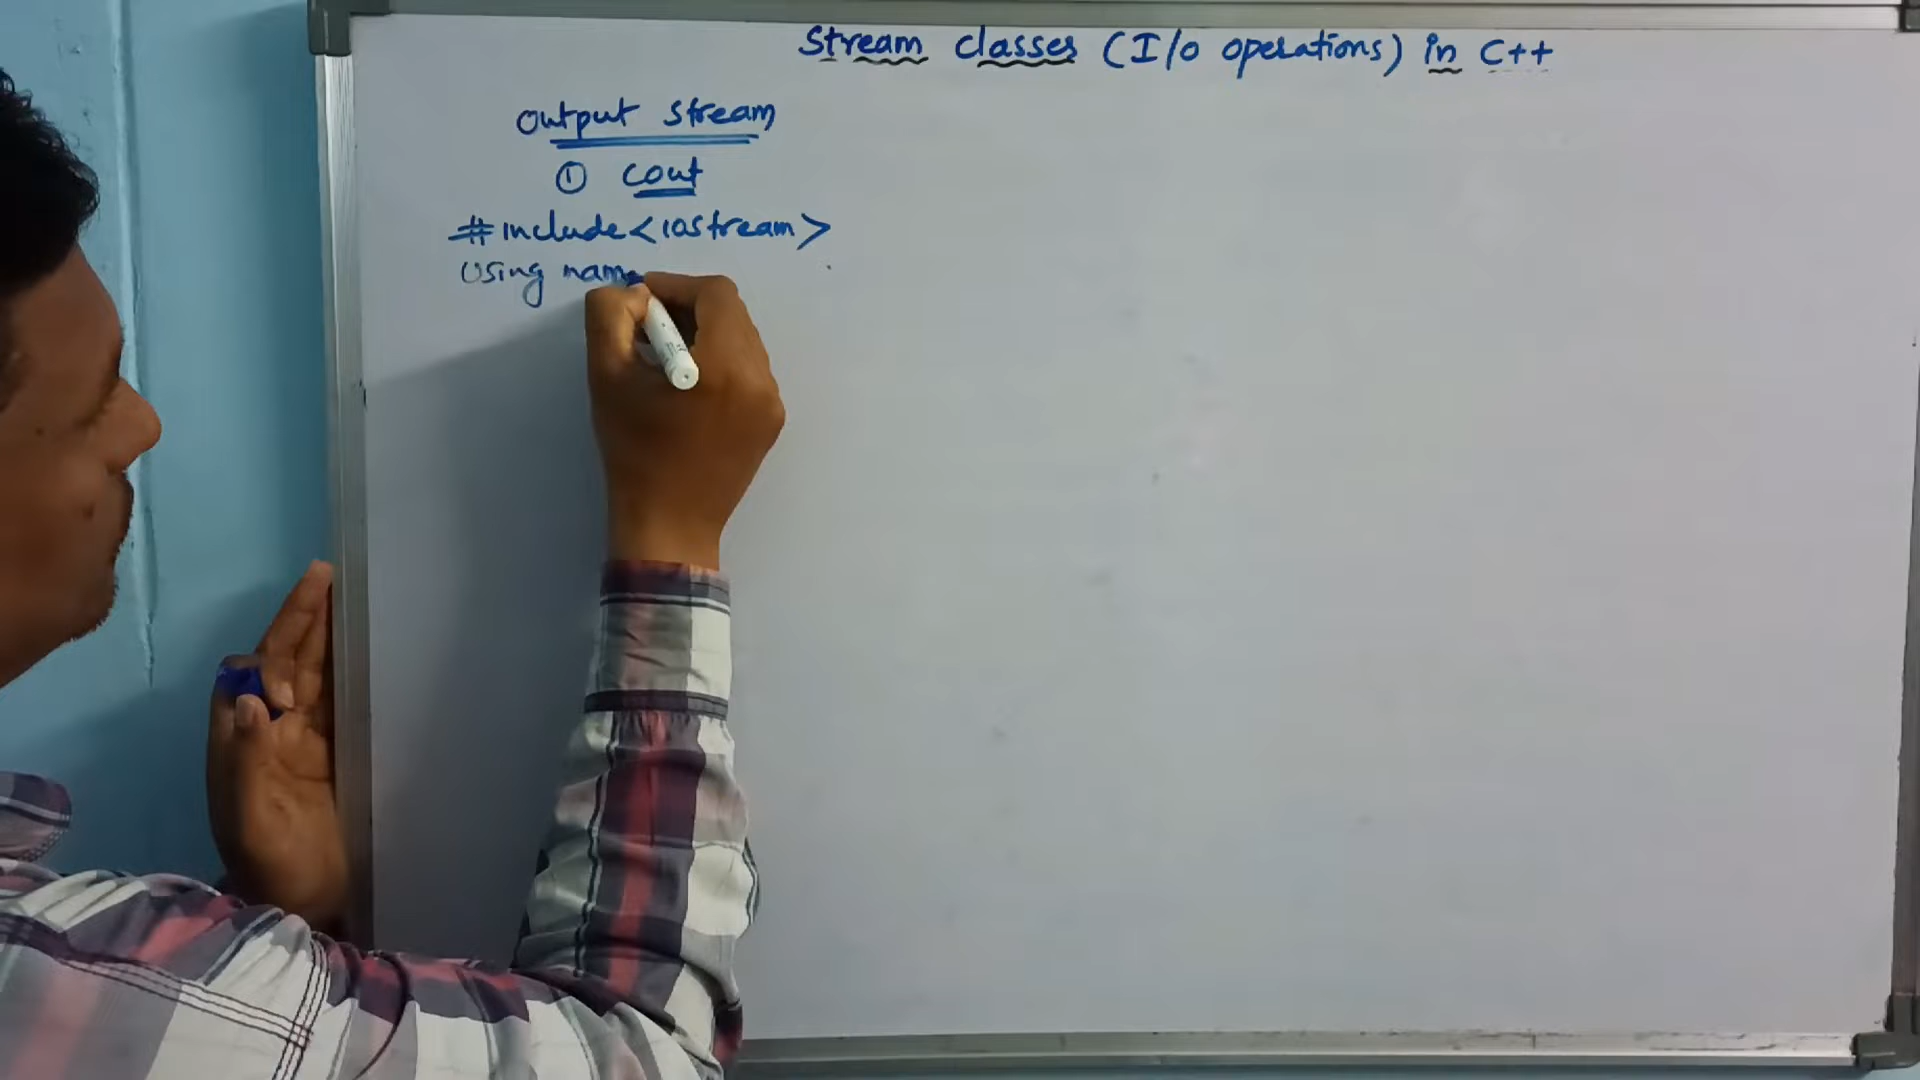 Stream classes (I/o operations) in C++
output stream
① cout
#include<iostream>
Using name